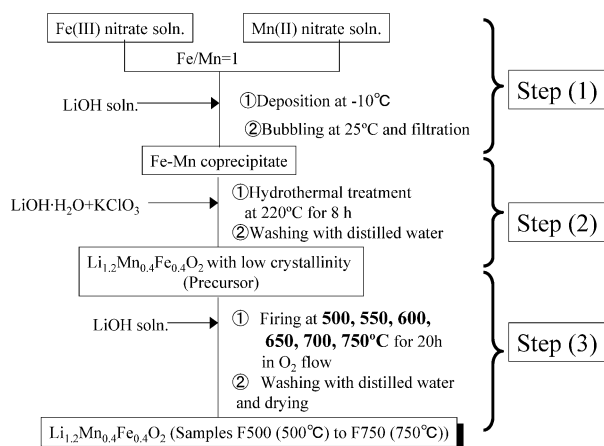 Fe(III) nitrate soln.
Mn(II) nitrate soln.
Fe/Mn=1
LiOH soln.
①Deposition at -10℃
②Bubbling at 25ºC and filtration
Step (1)
Fe-Mn coprecipitate
LiOH·H₂O+KClO₃
①Hydrothermal treatment
at 220ºC for 8 h
②Washing with distilled water
Step (2)
Li₁.₂Mn₀.₄Fe₀.₄O₂ with low crystallinity
(Precursor)
LiOH soln.
① Firing at 500, 550, 600,
650, 700, 750ºC for 20h
in O₂ flow
② Washing with distilled water
and drying
Step (3)
Li₁.₂Mn₀.₄Fe₀.₄O₂ (Samples F500 (500℃) to F750 (750℃))